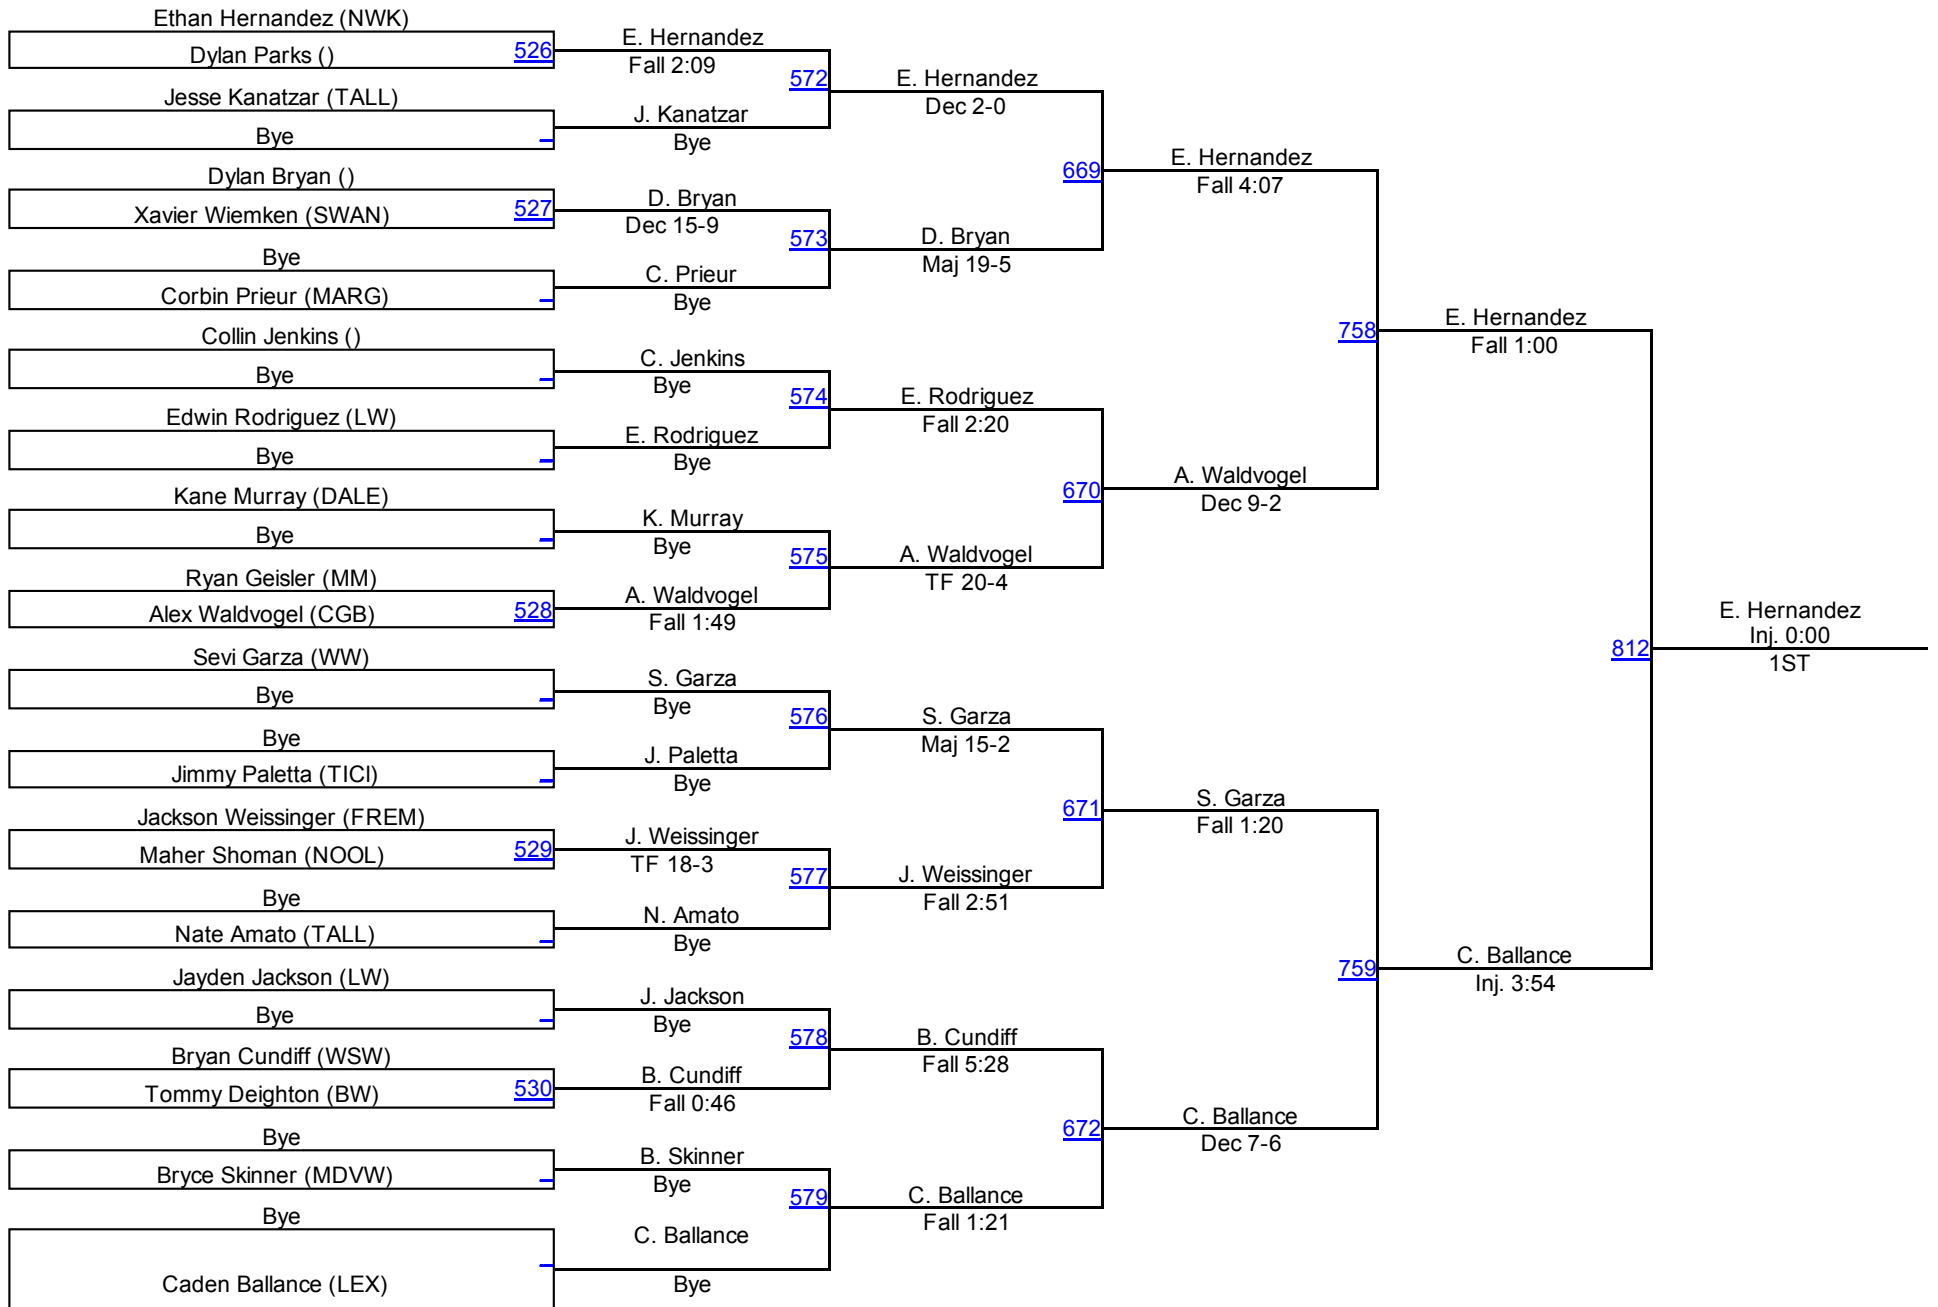 Ethan Hernandez (NWK)
Dylan Parks ()
526
Jesse Kanatzar (TALL)
Bye
Dylan Bryan ()
Xavier Wiemken (SWAN)
527
Bye
Corbin Prieur (MARG)
Collin Jenkins ()
Bye
Edwin Rodriguez (LW)
Bye
Kane Murray (DALE)
Bye
Ryan Geisler (MM)
Alex Waldvogel (CGB)
528
Sevi Garza (WW)
Bye
Bye
Jimmy Paletta (TICI)
Jackson Weissinger (FREM)
Maher Shoman (NOOL)
529
Bye
Nate Amato (TALL)
Jayden Jackson (LW)
Bye
Bryan Cundiff (WSW)
Tommy Deighton (BW)
530
Bye
Bryce Skinner (MDVW)
Bye
Caden Ballance (LEX)
E. Hernandez
Fall 2:09
572
J. Kanatzar
Bye
D. Bryan
Dec 15-9
573
C. Prieur
Bye
C. Jenkins
Bye
574
E. Rodriguez
Bye
K. Murray
Bye
575
A. Waldvogel
Fall 1:49
S. Garza
Bye
576
J. Paletta
Bye
J. Weissinger
TF 18-3
577
N. Amato
Bye
J. Jackson
Bye
578
B. Cundiff
Fall 0:46
B. Skinner
Bye
579
C. Ballance
Bye
E. Hernandez
Dec 2-0
669
D. Bryan
Maj 19-5
E. Rodriguez
Fall 2:20
670
A. Waldvogel
TF 20-4
S. Garza
Maj 15-2
671
J. Weissinger
Fall 2:51
B. Cundiff
Fall 5:28
672
C. Ballance
Fall 1:21
E. Hernandez
Fall 4:07
758
A. Waldvogel
Dec 9-2
S. Garza
Fall 1:20
759
C. Ballance
Dec 7-6
E. Hernandez
Fall 1:00
812
C. Ballance
Inj. 3:54
E. Hernandez
Inj. 0:00
1ST